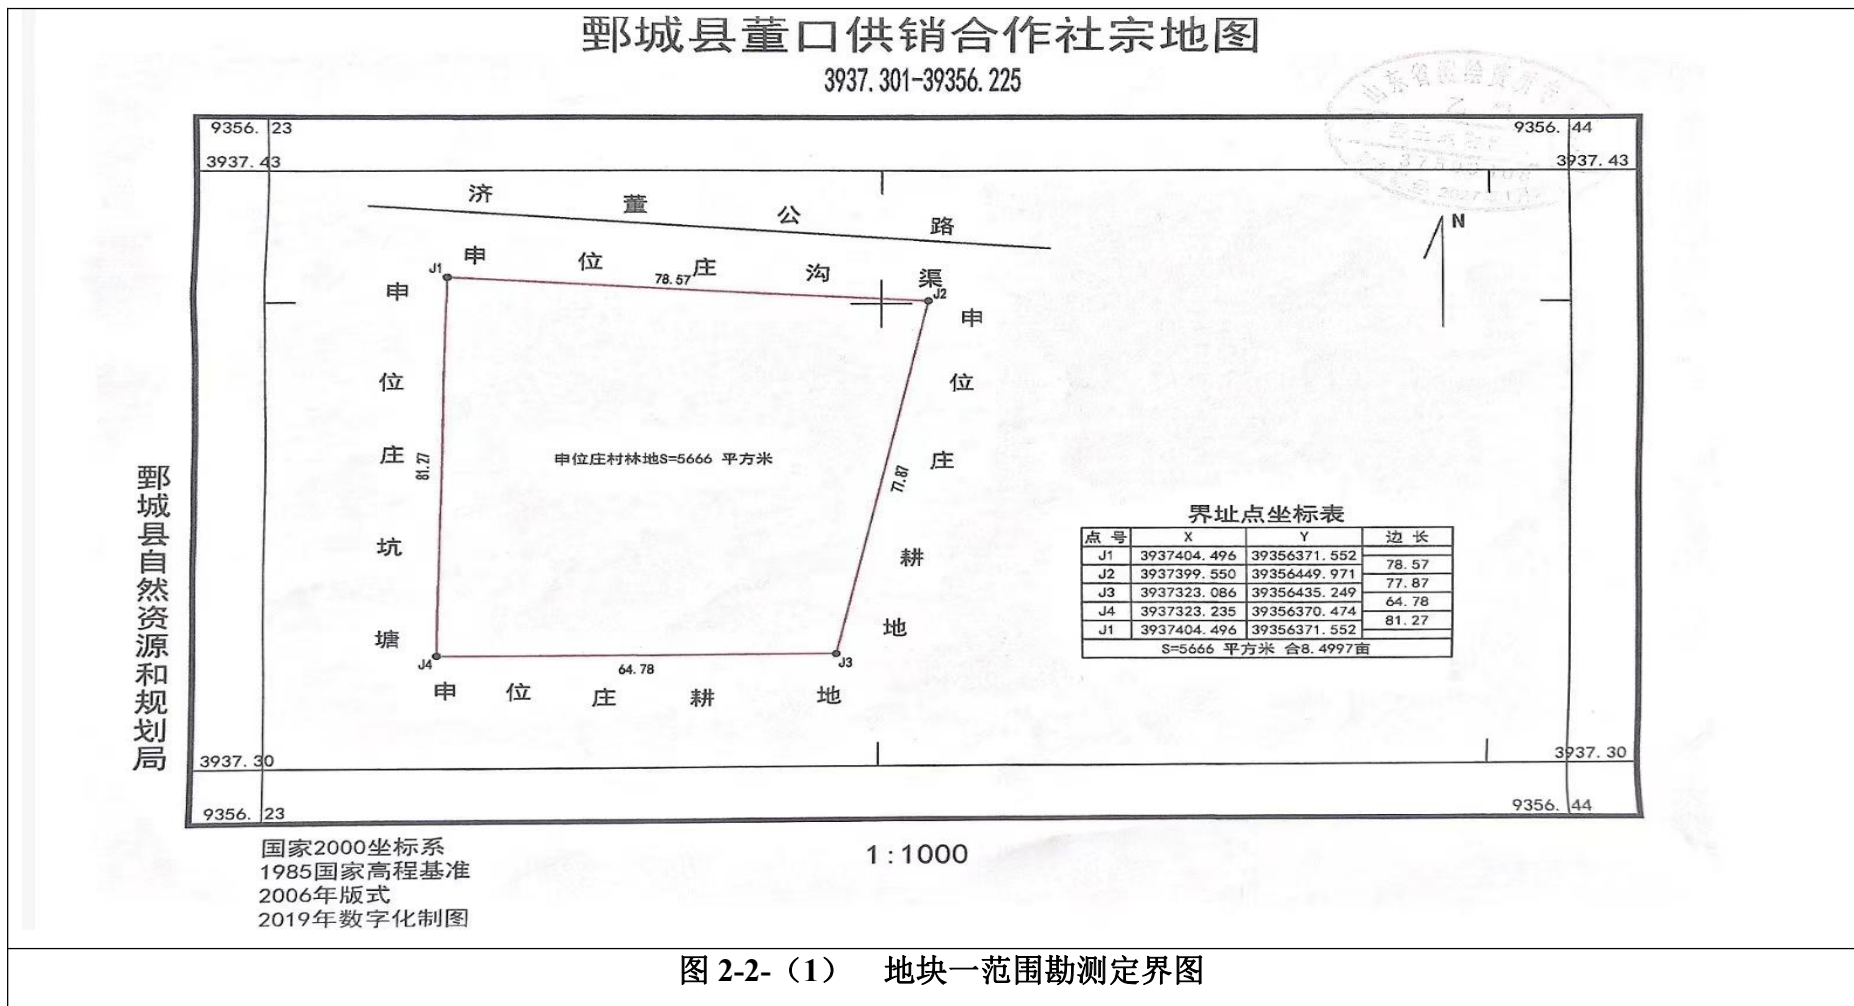 鄄城县董口供销合作社宗地图
3937.301-39356.225
9356. 23
9356. 44
3937.43
3937.43
济董公路
N
申位庄沟渠
J1
78.57
J2
申位庄坑塘
申位庄耕地
81.27
申位庄村林地S=5666 平方米
77.87
J4
64.78
J3
申位庄耕地
界址点坐标表
点号 X Y 边长
J1 3937404.496 39356371.552
78.57
J2 3937399.550 39356449.971
77.87
J3 3937323.086 39356435.249
64.78
J4 3937323.235 39356370.474
81.27
J1 3937404.496 39356371.552
S=5666 平方米 合8.4997亩
鄄城县自然资源和规划局
3937.30
3937.30
9356. 23
9356. 44
国家2000坐标系
1985国家高程基准
2006年版式
2019年数字化制图
1:1000
图 2-2-（1） 地块一范围勘测定界图